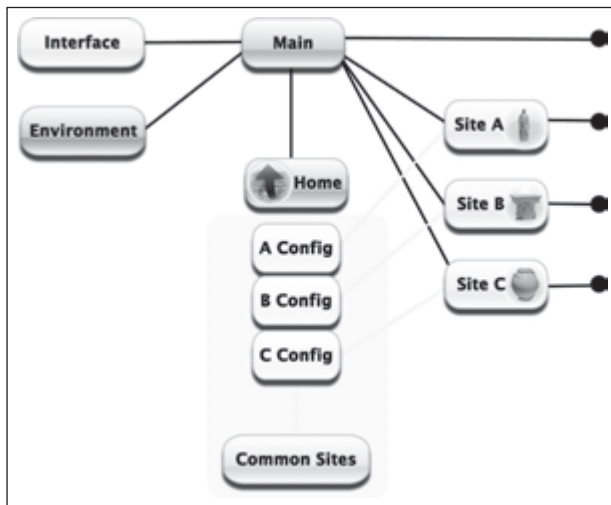 Interface
Main
Environment
Site A
Home
Site B
A Config
B Config
Site C
C Config
Common Sites